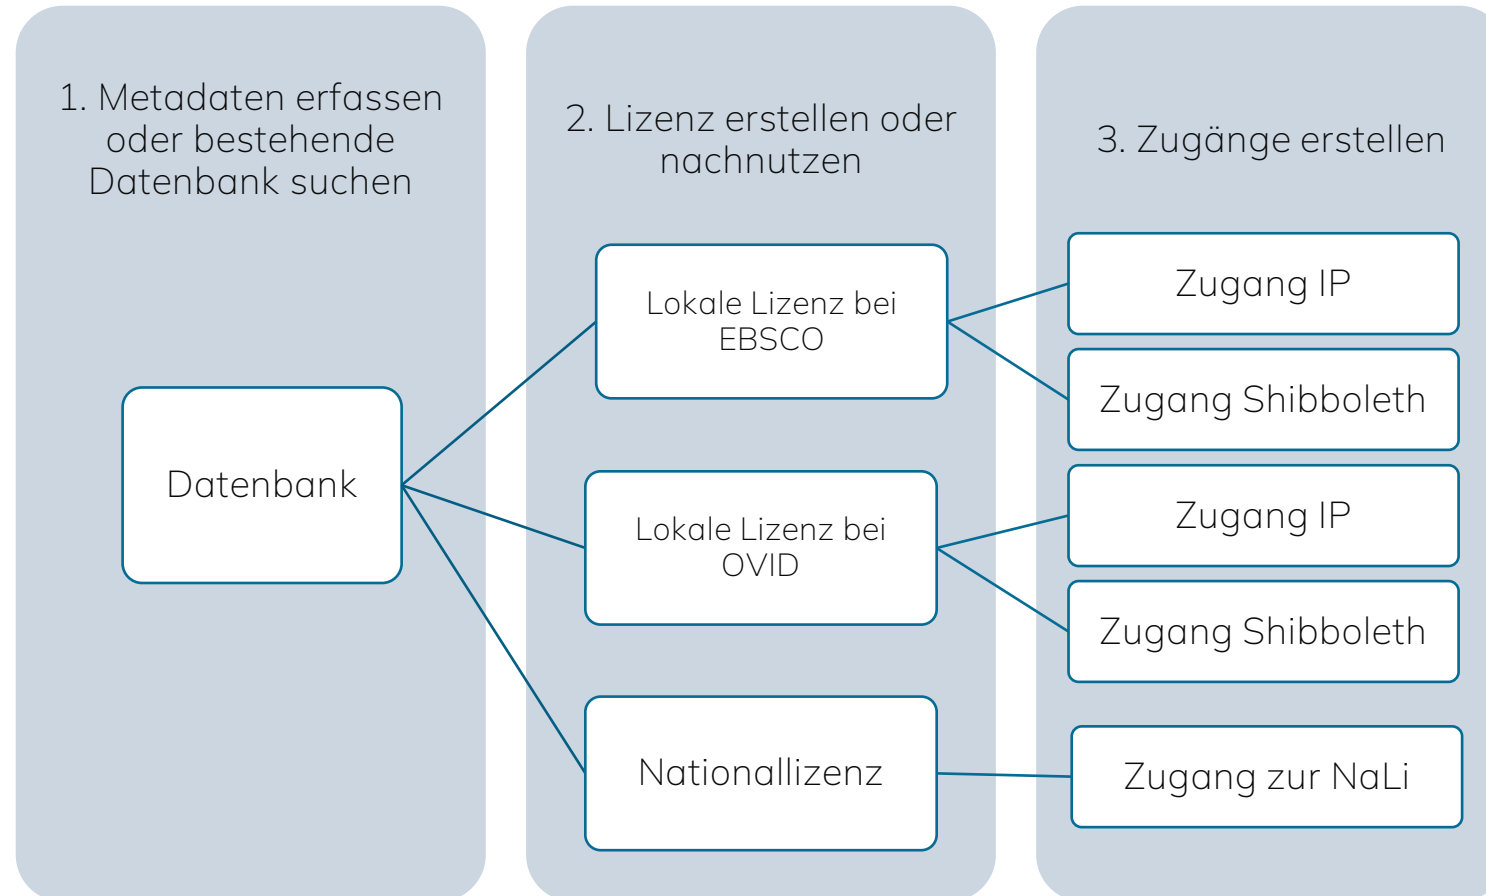 1. Metadaten erfassen
oder bestehende
Datenbank suchen
Datenbank
2. Lizenz erstellen oder
nachnutzen
Lokale Lizenz bei
EBSCO
Lokale Lizenz bei
OVID
Nationallizenz
3. Zugänge erstellen
Zugang IP
Zugang Shibboleth
Zugang IP
Zugang Shibboleth
Zugang zur NaLi